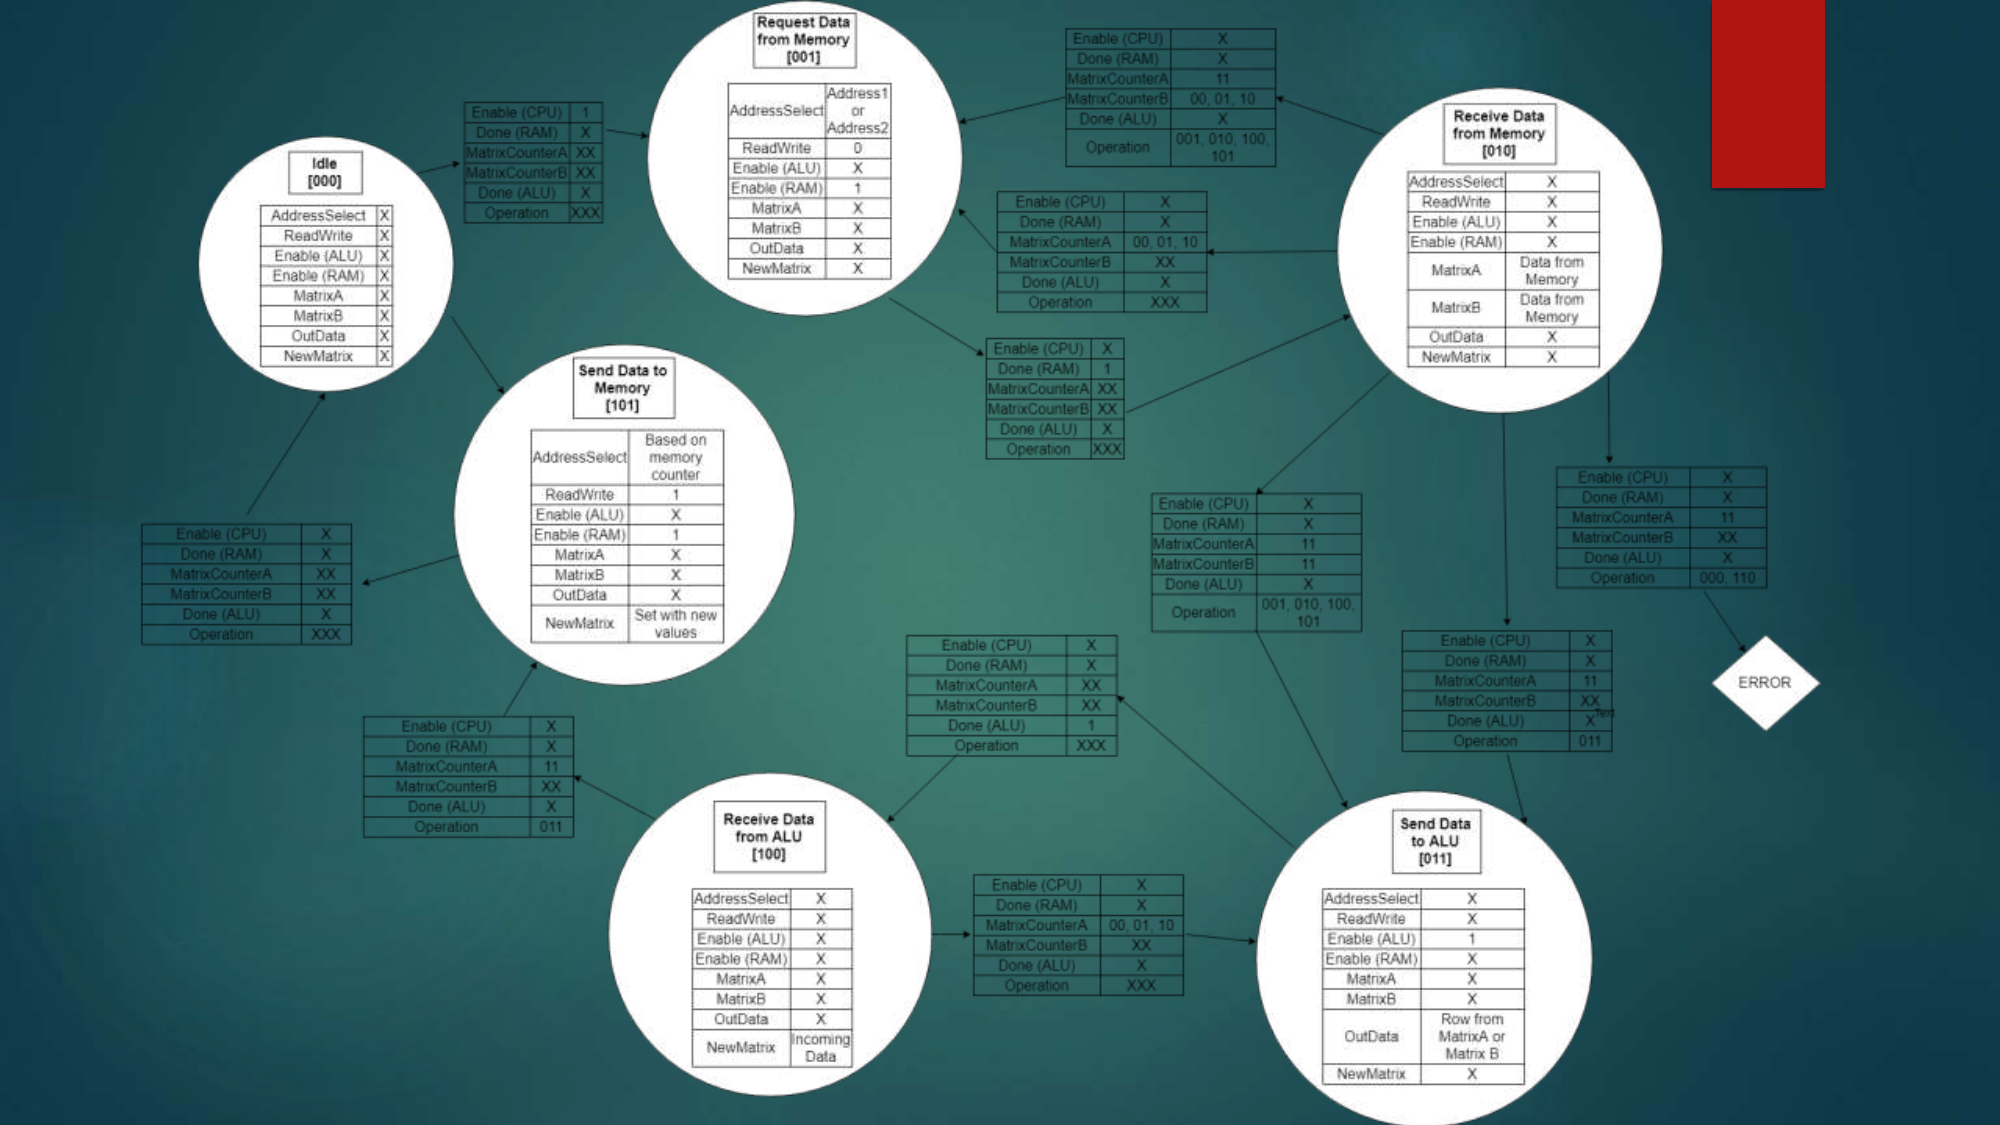 Request Data
from Memory
[001]
AddressSelect Address1
or
Address2
ReadWrite 0
Enable (ALU) X
Enable (RAM) 1
MatrixA X
MatrixB X
OutData X
NewMatrix X
Enable (CPU) X
Done (RAM) X
MatrixCounterA 11
MatrixCounterB 00, 01, 10
Done (ALU) X
Operation 001, 010, 100,
101
Receive Data
from Memory
[010]
AddressSelect X
ReadWrite X
Enable (ALU) X
Enable (RAM) X
MatrixA Data from
Memory
MatrixB Data from
Memory
OutData X
NewMatrix X
Enable (CPU) 1
Done (RAM) X
MatrixCounterA XX
MatrixCounterB XX
Done (ALU) X
Operation XXX
Idle
[000]
AddressSelect X
ReadWrite X
Enable (ALU) X
Enable (RAM) X
MatrixA X
MatrixB X
OutData X
NewMatrix X
Enable (CPU) X
Done (RAM) X
MatrixCounterA 00, 01, 10
MatrixCounterB XX
Done (ALU) X
Operation XXX
Enable (CPU) X
Done (RAM) 1
MatrixCounterA XX
MatrixCounterB XX
Done (ALU) X
Operation XXX
Send Data to
Memory
[101]
AddressSelect Based on
memory
counter
ReadWrite 1
Enable (ALU) X
Enable (RAM) 1
MatrixA X
MatrixB X
OutData X
NewMatrix Set with new
values
Enable (CPU) X
Done (RAM) X
MatrixCounterA 11
MatrixCounterB XX
Done (ALU) X
Operation 000, 110
Enable (CPU) X
Done (RAM) X
MatrixCounterA 11
MatrixCounterB 11
Done (ALU) X
Operation 001, 010, 100,
101
Enable (CPU) X
Done (RAM) X
MatrixCounterA XX
MatrixCounterB XX
Done (ALU) X
Operation XXX
Enable (CPU) X
Done (RAM) X
MatrixCounterA 11
MatrixCounterB XX
Done (ALU) X
Text
Operation 011
ERROR
Enable (CPU) X
Done (RAM) X
MatrixCounterA XX
MatrixCounterB XX
Done (ALU) 1
Operation XXX
Enable (CPU) X
Done (RAM) X
MatrixCounterA 11
MatrixCounterB XX
Done (ALU) X
Operation 011
Receive Data
from ALU
[100]
AddressSelect X
ReadWrite X
Enable (ALU) X
Enable (RAM) X
MatrixA X
MatrixB X
OutData X
NewMatrix Incoming
Data
Enable (CPU) X
Done (RAM) X
MatrixCounterA 00, 01, 10
MatrixCounterB XX
Done (ALU) X
Operation XXX
Send Data
to ALU
[011]
AddressSelect X
ReadWrite X
Enable (ALU) 1
Enable (RAM) X
MatrixA X
MatrixB X
OutData Row from
MatrixA or
Matrix B
NewMatrix X